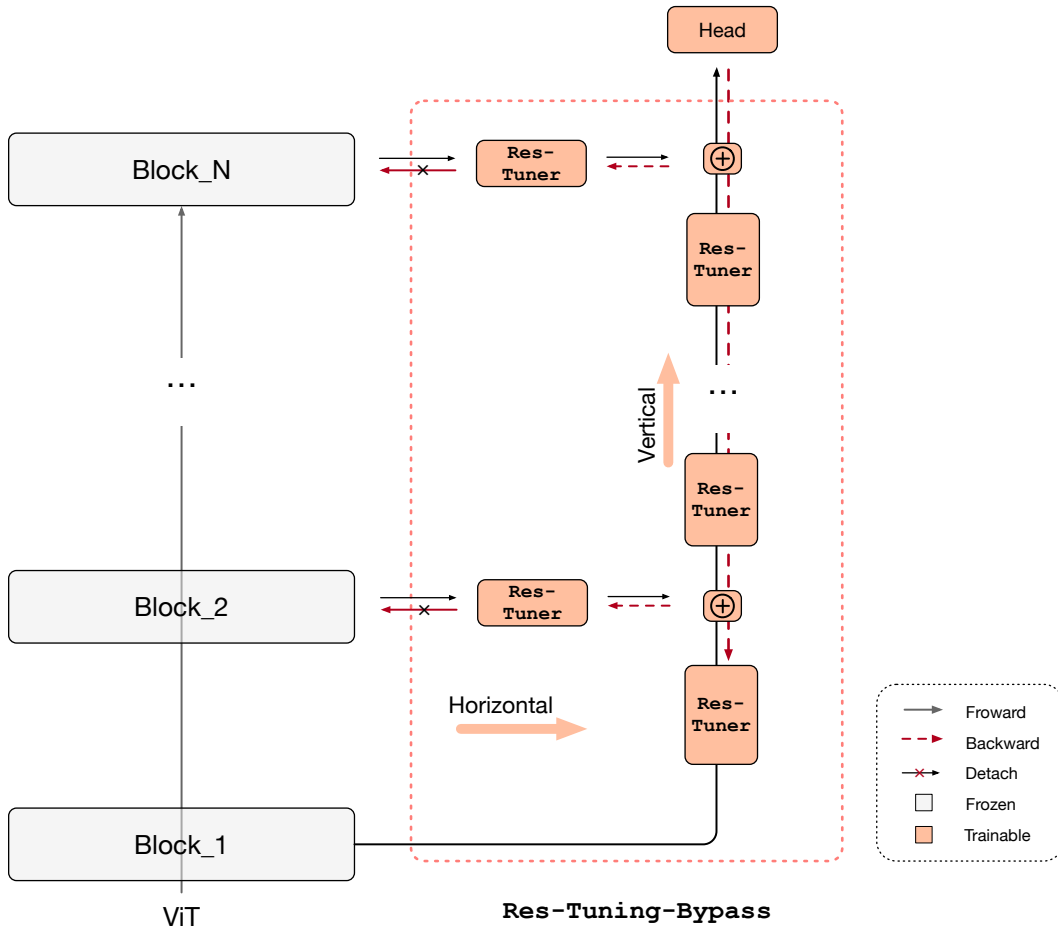 Head
Block_N
Res-
Tuner
Res-
Tuner
...
Vertical
...
Res-
Tuner
Block_2
Res-
Tuner
Horizontal
Res-
Tuner
Block_1
ViT
Res-Tuning-Bypass
Froward
Backward
Detach
Frozen
Trainable